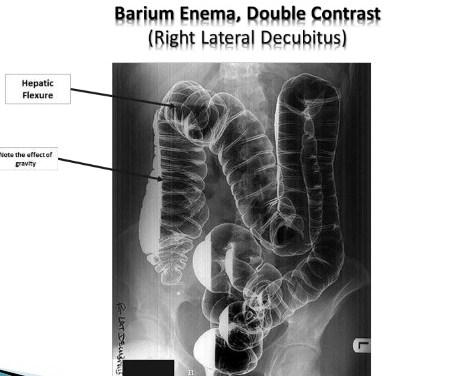 Barium Enema, Double Contrast
(Right Lateral Decubitus)
Hepatic
Flexure
Note the effect of
gravity
L